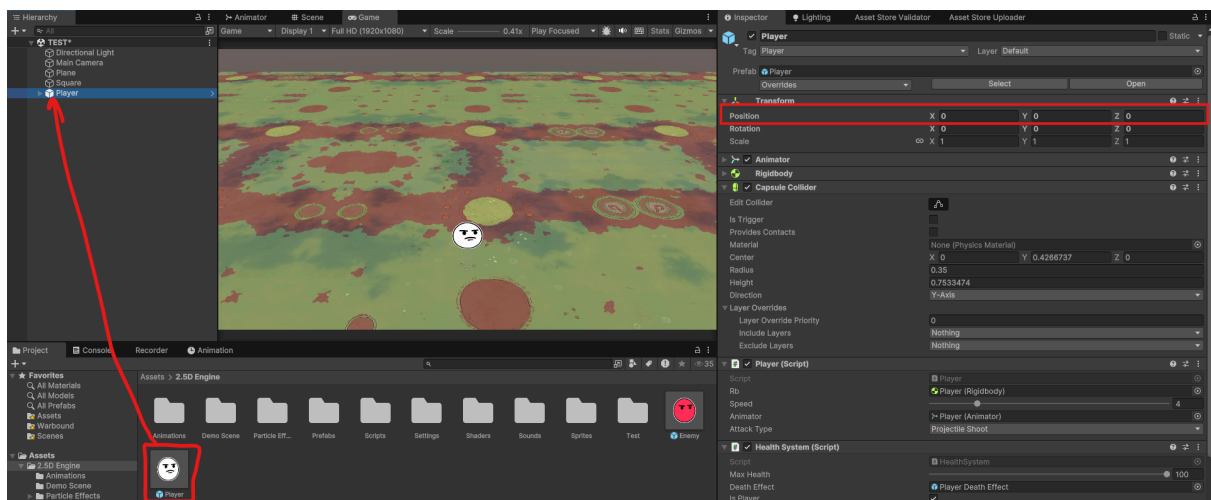 Hierarchy
Animator
Scene
Game
Inspector
Lighting
Asset Store Validator
Asset Store Uploader
All
Game
Display 1
Full HD (1920x1080)
Scale
0.41x
Play Focused
Stats
Gizmos
TEST*
Directional Light
Main Camera
Plane
Square
Player
Player
Static
Tag Player
Layer Default
Prefab Player
Overrides
Select
Open
Transform
Position X 0 Y 0 Z 0
Rotation X 0 Y 0 Z 0
Scale X 1 Y 1 Z 1
Animator
Rigidbody
Capsule Collider
Edit Collider
Is Trigger
Provides Contacts
Material None (Physics Material)
Center X 0 Y 0.4266737 Z 0
Radius 0.35
Height 0.7533474
Direction Y-Axis
Layer Overrides
Layer Override Priority 0
Include Layers Nothing
Exclude Layers Nothing
Player (Script)
Script Player
Rb Player (Rigidbody)
Speed 4
Animator Player (Animator)
Attack Type Projectile Shoot
Health System (Script)
Script HealthSystem
Max Health 100
Death Effect Player Death Effect
Is Player
Project
Console
Recorder
Animation
35
Favorites
All Materials
All Models
All Prefabs
Assets
Warbound
Scenes
Assets
2.5D Engine
Animations
Demo Scene
Particle Effects
Assets > 2.5D Engine
Animations
Demo Scene
Particle Eff...
Prefabs
Scripts
Settings
Shaders
Sounds
Sprites
Test
Enemy
Player